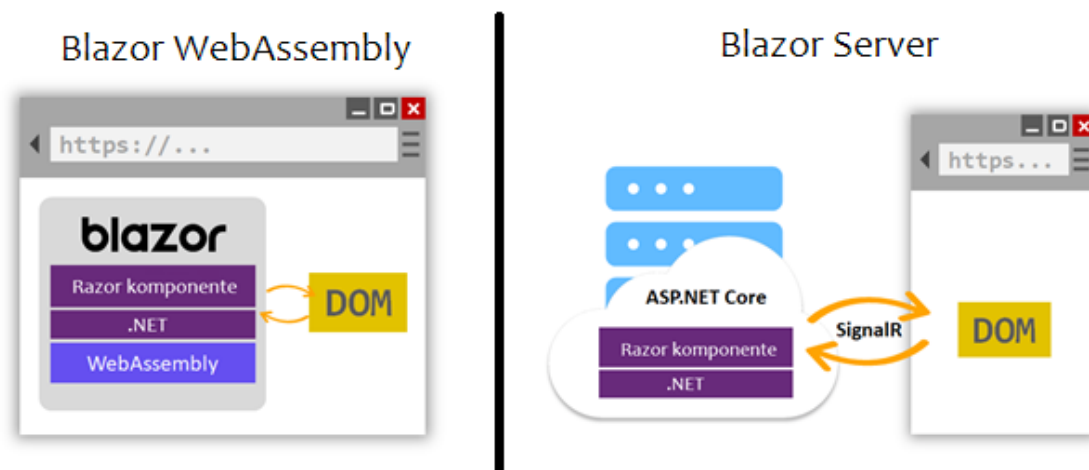 Blazor WebAssembly
https://...
blazor
Razor komponente
.NET
WebAssembly
DOM
Blazor Server
https...
ASP.NET Core
Razor komponente
.NET
SignalR
DOM